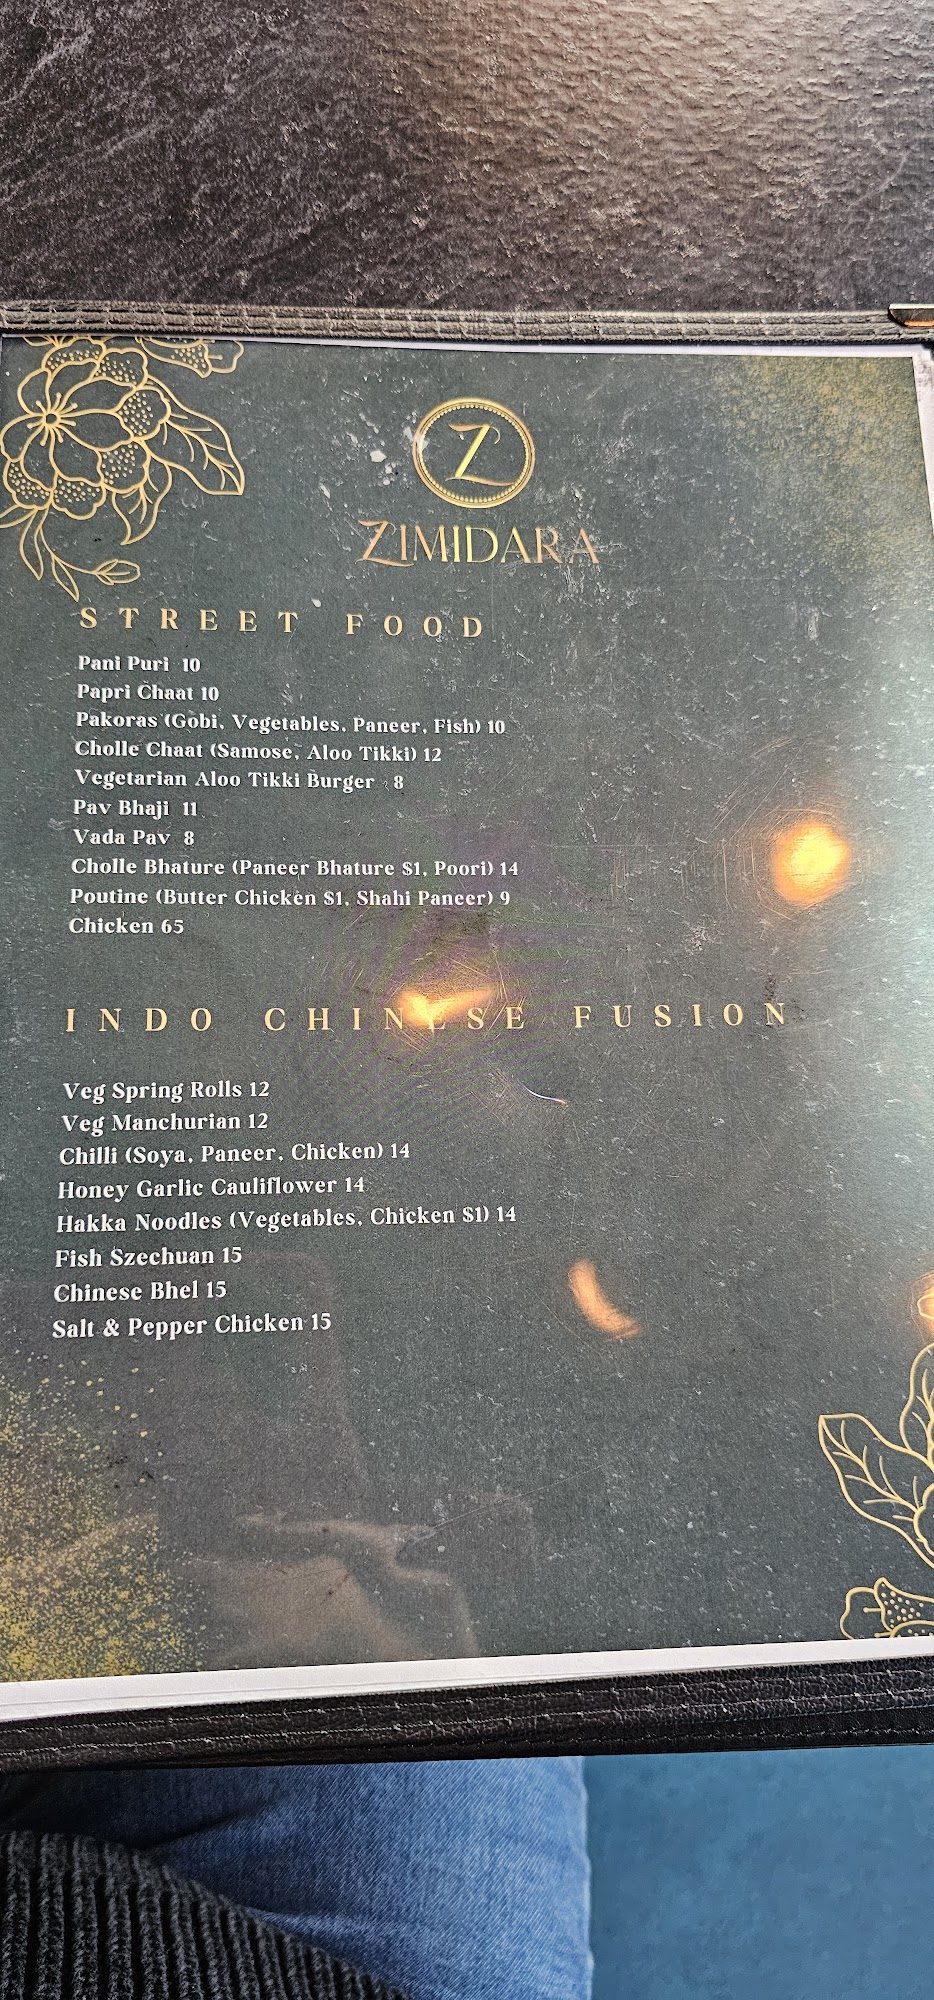 Z
ZIMIDARA
STREET FOOD
Pani Puri 10
Papri Chaat 10
Pakoras (Gobi, Vegetables, Paneer, Fish) 10
Cholle Chaat (Samose, Aloo Tikki) 12
Vegetarian Aloo Tikki Burger 8
Pav Bhaji 11
Vada Pav 8
Cholle Bhature (Paneer Bhature $1, Poori) 14
Poutine (Butter Chicken $1, Shahi Paneer) 9
Chicken 65
INDO CHINESE FUSION
Veg Spring Rolls 12
Veg Manchurian 12
Chilli (Soya, Paneer, Chicken) 14
Honey Garlic Cauliflower 14
Hakka Noodles (Vegetables, Chicken $1) 14
Fish Szechuan 15
Chinese Bhel 15
Salt & Pepper Chicken 15